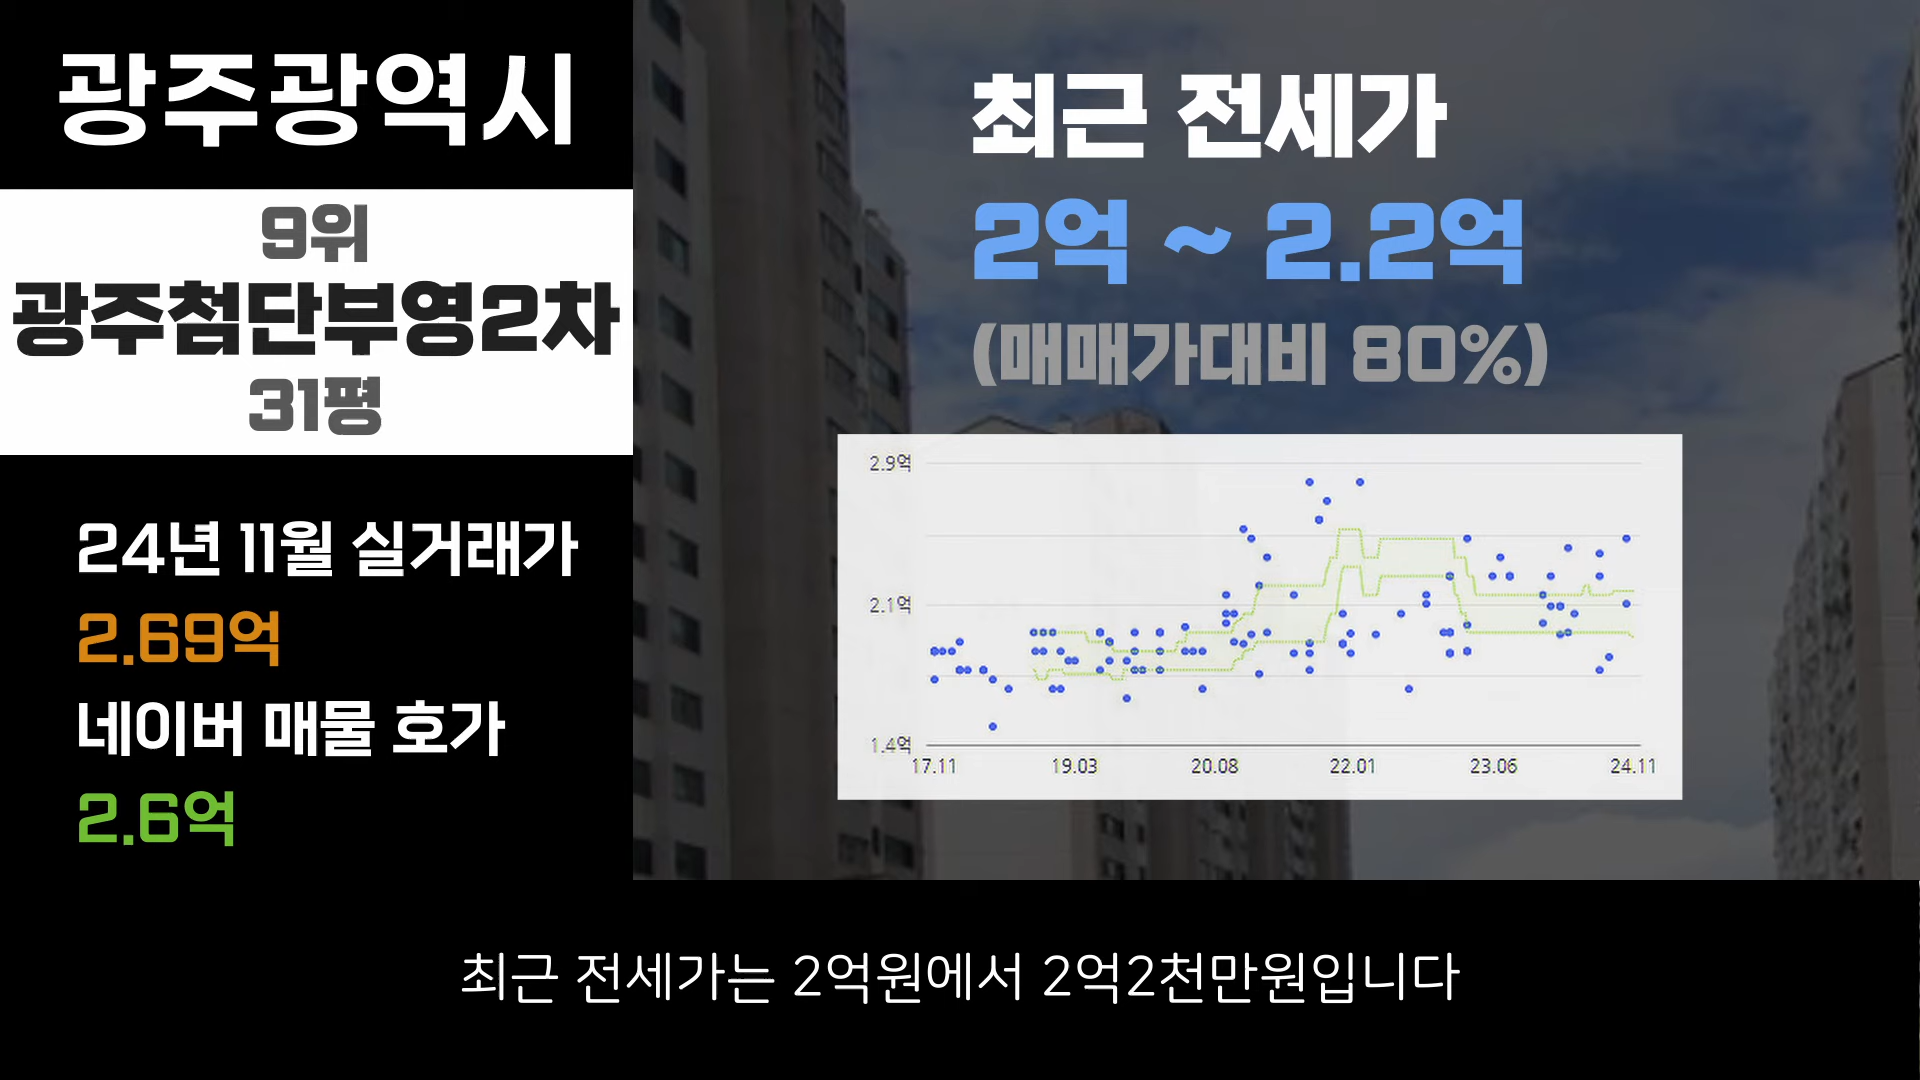 광주광역시
9위
광주첨단부영2차
31평
24년 11월 실거래가
2.69억
네이버 매물 호가
2.6억
최근 전세가
2억 ~ 2.2억
(매매가대비 80%)
2.9억
2.1억
1.4억
17.11 19.03 20.08 22.01 23.06 24.11
최근 전세가는 2억원에서 2억2천만원입니다